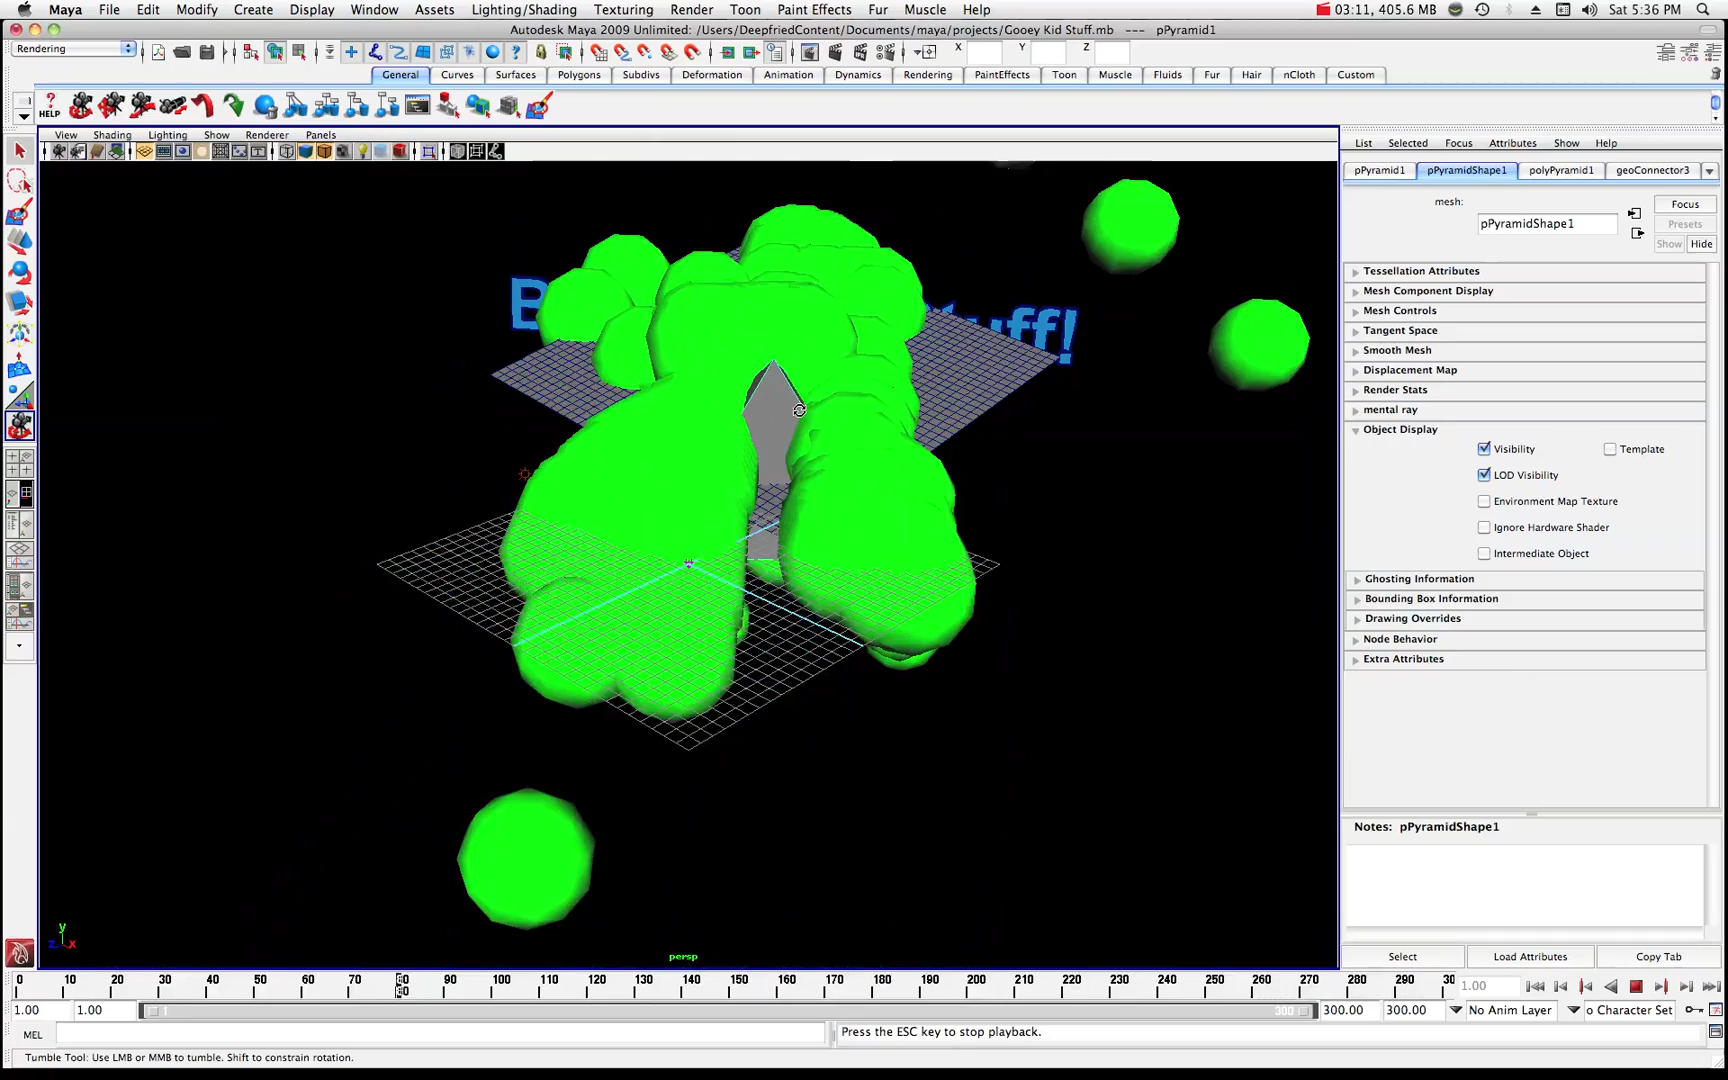 Maya File Edit Modify Create Display Window Assets Lighting/Shading Texturing Render Toon Paint Effects Fur Muscle Help 03:11, 405.6 MB Sat 5:36 PM
Autodesk Maya 2009 Unlimited: /Users/DeepfriedContent/Documents/maya/projects/Gooey Kid Stuff.mb --- pPyramid1
Rendering X Y Z
General Curves Surfaces Polygons Subdivs Deformation Animation Dynamics Rendering PaintEffects Toon Muscle Fluids Fur Hair nCloth Custom
? HELP
View Shading Lighting Show Renderer Panels
List Selected Focus Attributes Show Help
pPyramid1 pPyramidShape1 polyPyramid1 geoConnector3
mesh: pPyramidShape1
Focus
Presets
Show Hide
Tessellation Attributes
Mesh Component Display
Mesh Controls
Tangent Space
Smooth Mesh
Displacement Map
Render Stats
mental ray
Object Display
Visibility Template
LOD Visibility
Environment Map Texture
Ignore Hardware Shader
Intermediate Object
Ghosting Information
Bounding Box Information
Drawing Overrides
Node Behavior
Extra Attributes
Notes: pPyramidShape1
Select Load Attributes Copy Tab
B tuff!
y
z x
persp
0 10 20 30 40 50 60 70 80 90 100 110 120 130 140 150 160 170 180 190 200 210 220 230 240 250 260 270 280 290 30 1.00
1.00 1.00 1 300 300.00 300.00 No Anim Layer o Character Set
MEL Press the ESC key to stop playback.
Tumble Tool: Use LMB or MMB to tumble. Shift to constrain rotation.